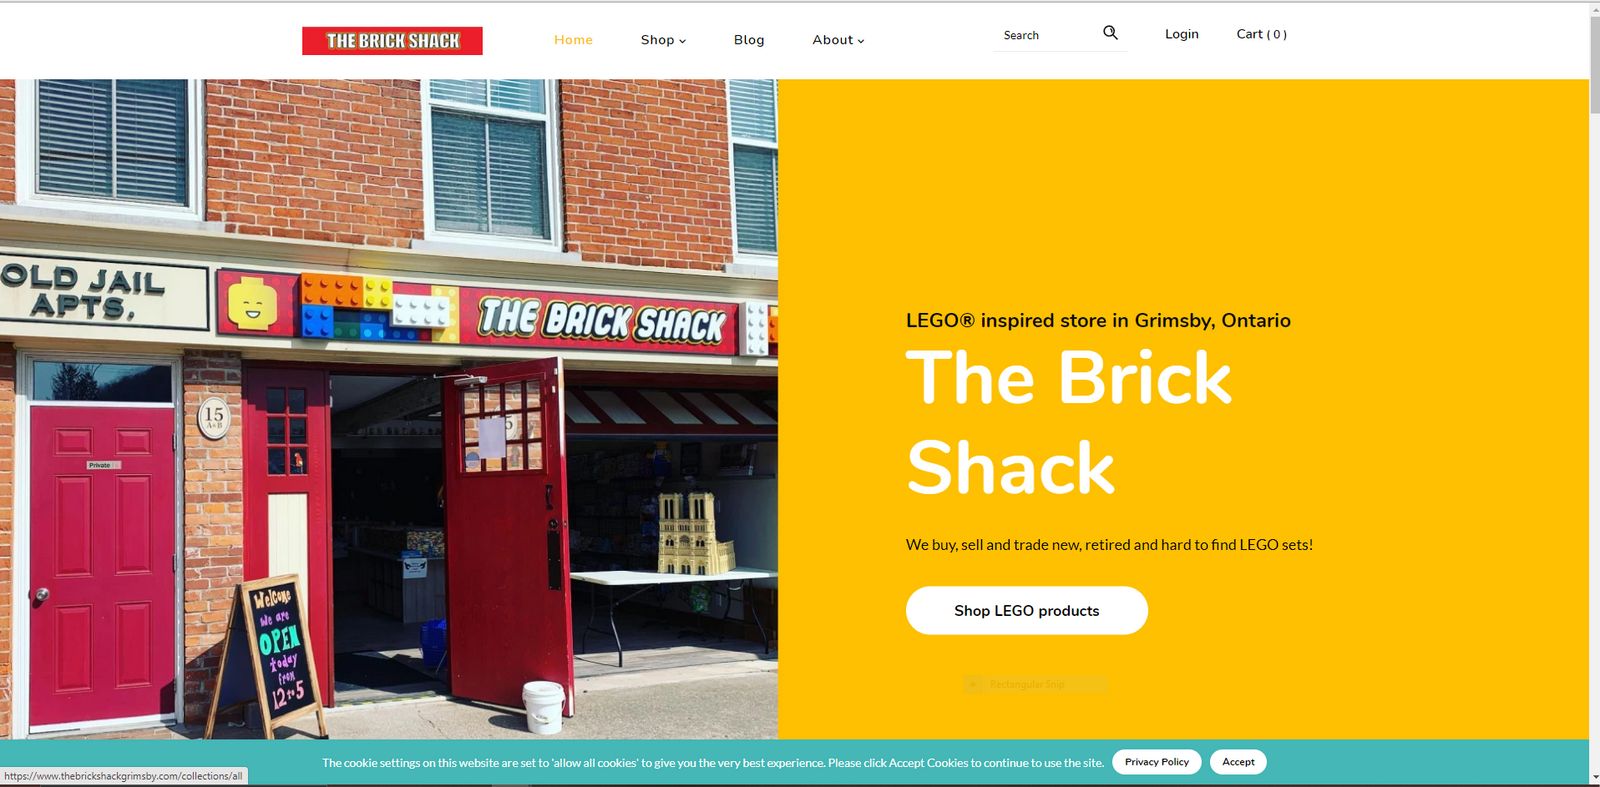 THE BRICK SHACK
Home
Shop
Blog
About
Search
Login
Cart ( 0 )
OLD JAIL
APTS.
THE BRICK SHACK
15
A&B
Private
Welcome
We are
OPEN
today
from
12 to 5
LEGO® inspired store in Grimsby, Ontario
The Brick
Shack
We buy, sell and trade new, retired and hard to find LEGO sets!
Shop LEGO products
Rectangular Snip
The cookie settings on this website are set to 'allow all cookies' to give you the very best experience. Please click Accept Cookies to continue to use the site.
Privacy Policy
Accept
https://www.thebrickshackgrimsby.com/collections/all